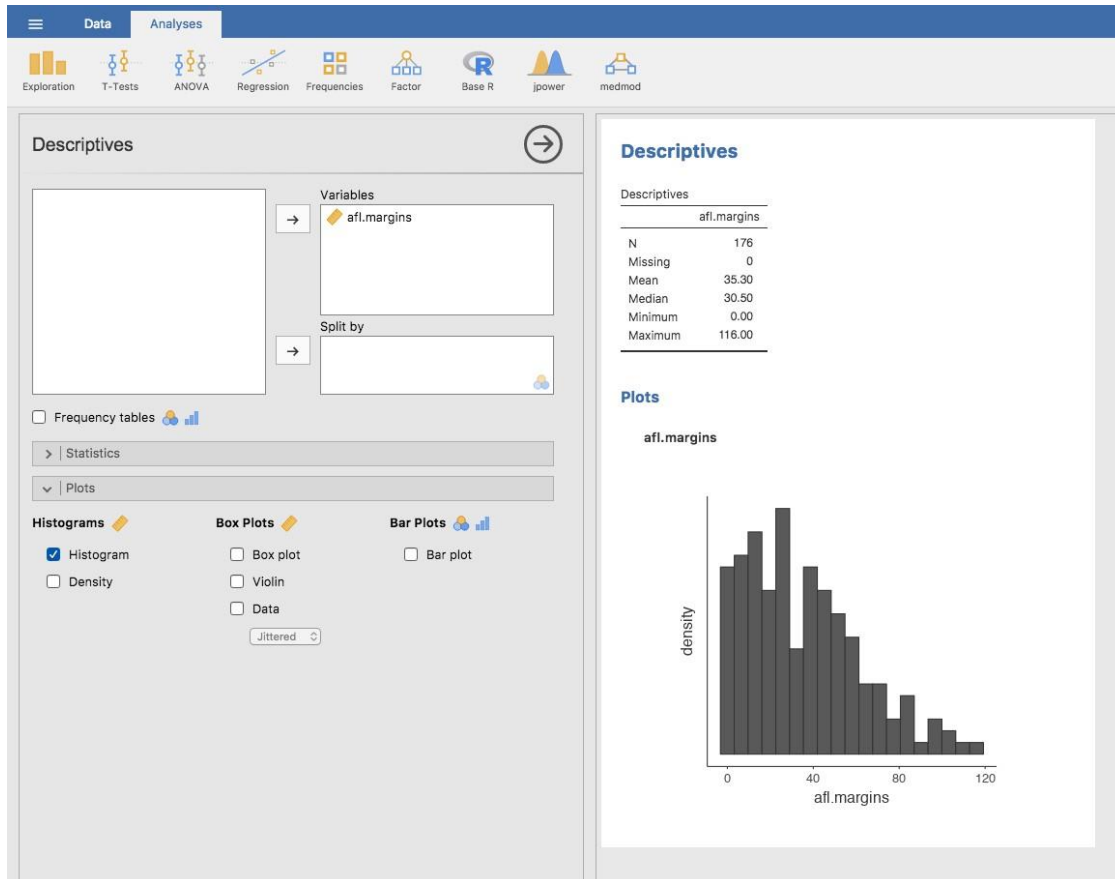 Data Analyses
Exploration T-Tests ANOVA Regression Frequencies Factor Base R jpower medmod
Descriptives
Variables
afl.margins
Split by
Frequency tables
Statistics
Plots
Histograms Box Plots Bar Plots
Histogram Box plot Bar plot
Density Violin
Data
Jittered
Descriptives
Descriptives
afl.margins
N 176
Missing 0
Mean 35.30
Median 30.50
Minimum 0.00
Maximum 116.00
Plots
afl.margins
density
0 40 80 120
afl.margins